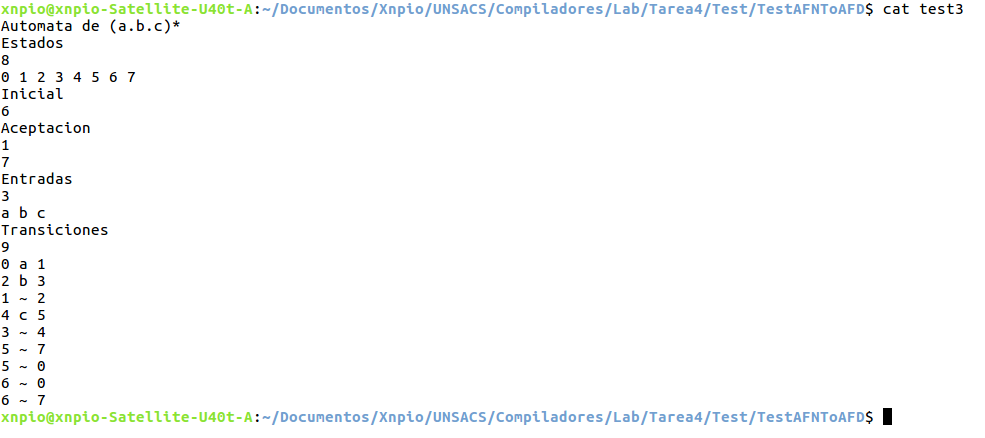 xnpio@xnpio-Satellite-U40t-A:~/Documentos/Xnpio/UNSACS/Compiladores/Lab/Tarea4/Test/TestAFNToAFD$ cat test3
Automata de (a.b.c)*
Estados
8
0 1 2 3 4 5 6 7
Inicial
6
Aceptacion
1
7
Entradas
3
a b c
Transiciones
9
0 a 1
2 b 3
1 ~ 2
4 c 5
3 ~ 4
5 ~ 7
5 ~ 0
6 ~ 0
6 ~ 7
xnpio@xnpio-Satellite-U40t-A:~/Documentos/Xnpio/UNSACS/Compiladores/Lab/Tarea4/Test/TestAFNToAFD$